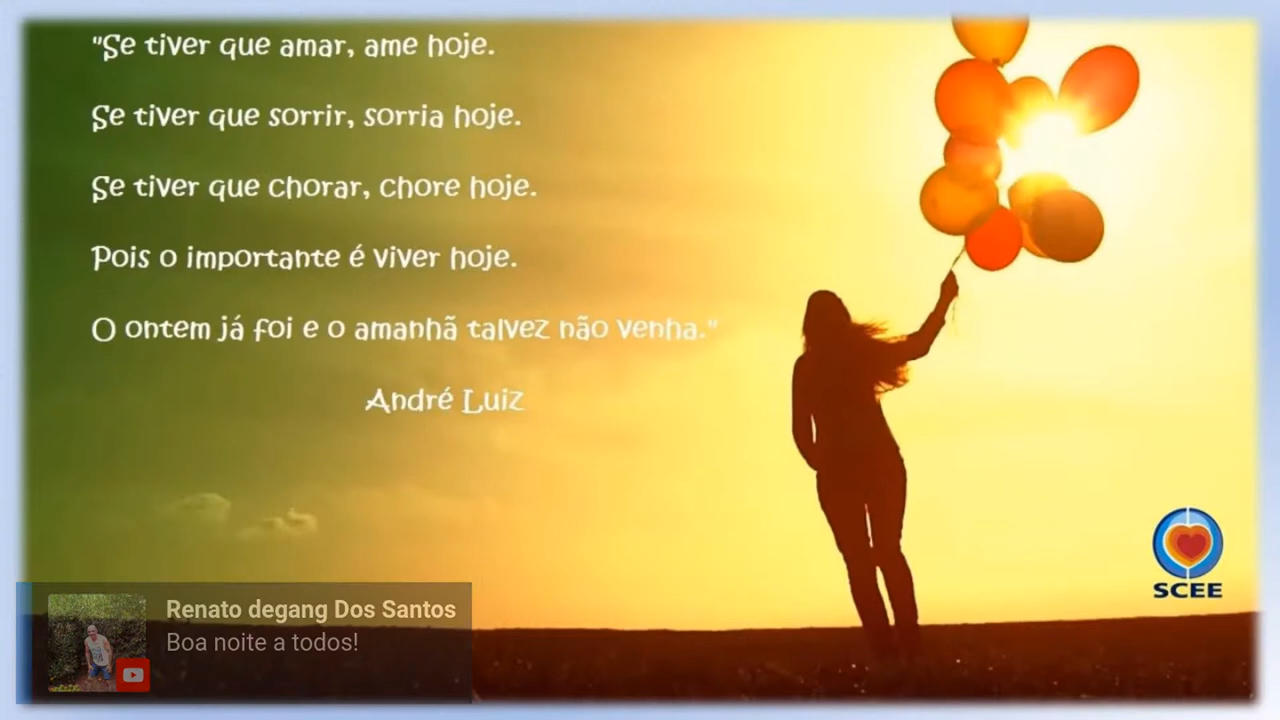 "Se tiver que amar, ame hoje.
Se tiver que sorrir, sorria hoje.
Se tiver que chorar, chore hoje.
Pois o importante é viver hoje.
O ontem já foi e o amanhã talvez não venha."
André Luiz
SCEE
Renato degang Dos Santos
Boa noite a todos!